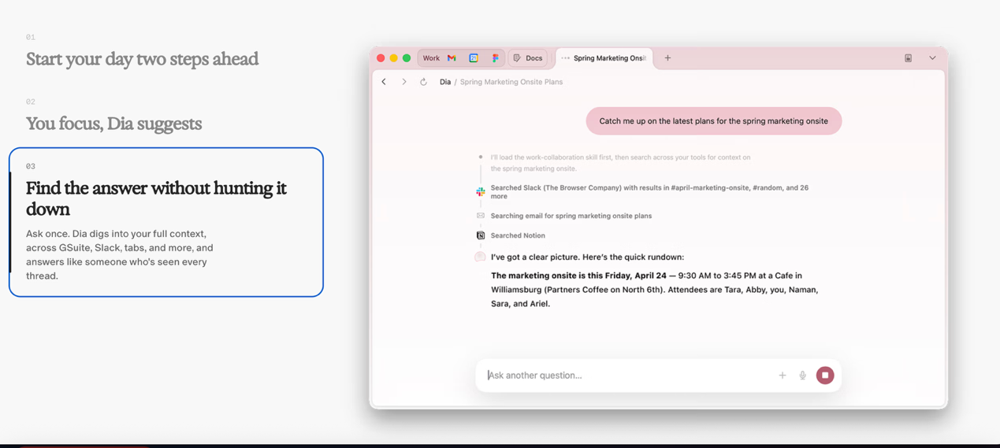 01
Start your day two steps ahead
02
You focus, Dia suggests
03
Find the answer without hunting it
down
Ask once. Dia digs into your full context,
across GSuite, Slack, tabs, and more, and
answers like someone who's seen every
thread.
Work
Docs
Spring Marketing Onsi
Dia / Spring Marketing Onsite Plans
Catch me up on the latest plans for the spring marketing onsite
I'll load the work-collaboration skill first, then search across your tools for context on
the spring marketing onsite.
Searched Slack (The Browser Company) with results in #april-marketing-onsite, #random, and 26
more
Searching email for spring marketing onsite plans
Searched Notion
I've got a clear picture. Here's the quick rundown:
The marketing onsite is this Friday, April 24 — 9:30 AM to 3:45 PM at a Cafe in
Williamsburg (Partners Coffee on North 6th). Attendees are Tara, Abby, you, Naman,
Sara, and Ariel.
Ask another question...